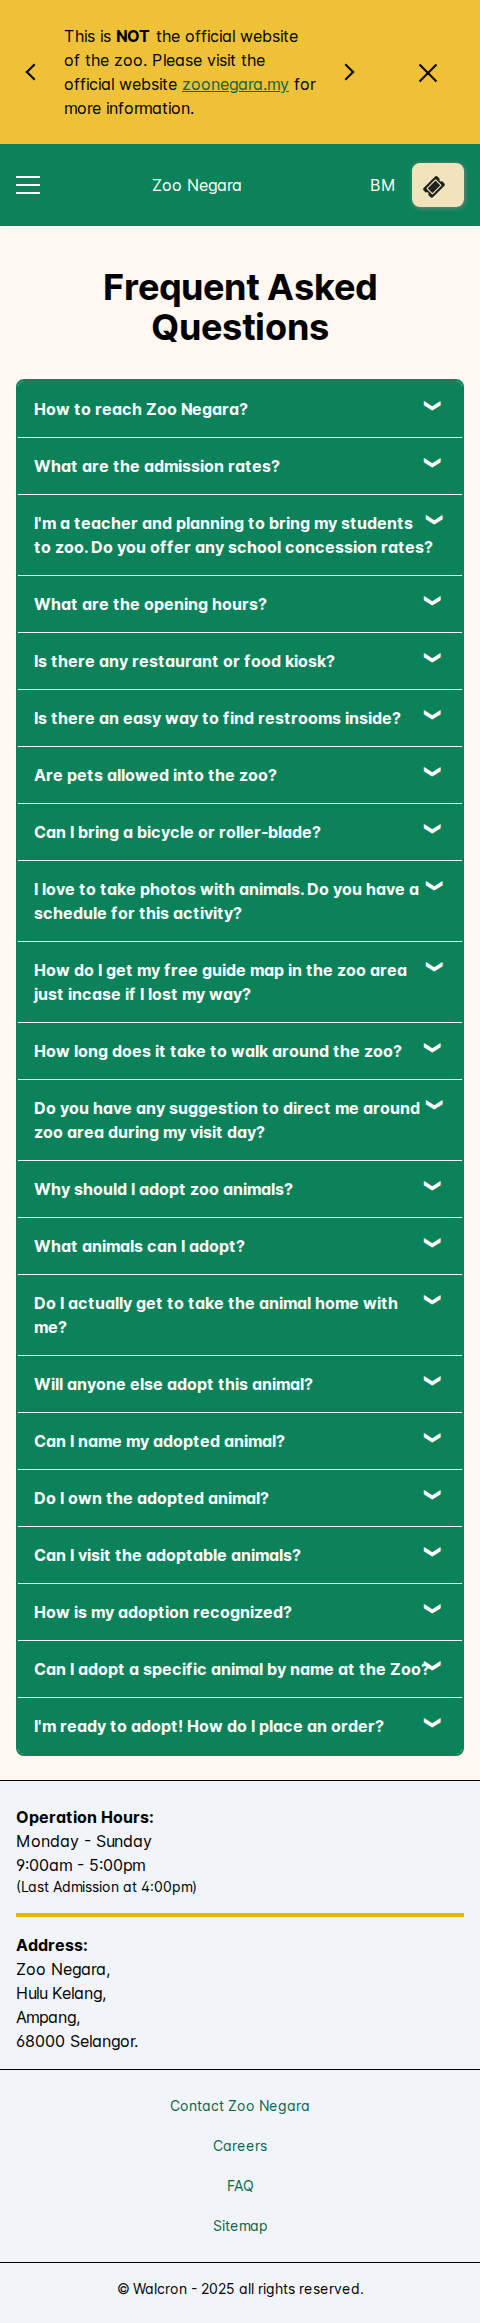 This is NOT the official website
of the zoo. Please visit the
official website zoonegara.my for
more information.
Zoo Negara
BM
Frequent Asked
Questions
How to reach Zoo Negara?
What are the admission rates?
I'm a teacher and planning to bring my students
to zoo. Do you offer any school concession rates?
What are the opening hours?
Is there any restaurant or food kiosk?
Is there an easy way to find restrooms inside?
Are pets allowed into the zoo?
Can I bring a bicycle or roller-blade?
I love to take photos with animals. Do you have a
schedule for this activity?
How do I get my free guide map in the zoo area
just incase if I lost my way?
How long does it take to walk around the zoo?
Do you have any suggestion to direct me around
zoo area during my visit day?
Why should I adopt zoo animals?
What animals can I adopt?
Do I actually get to take the animal home with
me?
Will anyone else adopt this animal?
Can I name my adopted animal?
Do I own the adopted animal?
Can I visit the adoptable animals?
How is my adoption recognized?
Can I adopt a specific animal by name at the Zoo?
I'm ready to adopt! How do I place an order?
Operation Hours:
Monday - Sunday
9:00am - 5:00pm
(Last Admission at 4:00pm)
Address:
Zoo Negara,
Hulu Kelang,
Ampang,
68000 Selangor.
Contact Zoo Negara
Careers
FAQ
Sitemap
© Walcron - 2025 all rights reserved.